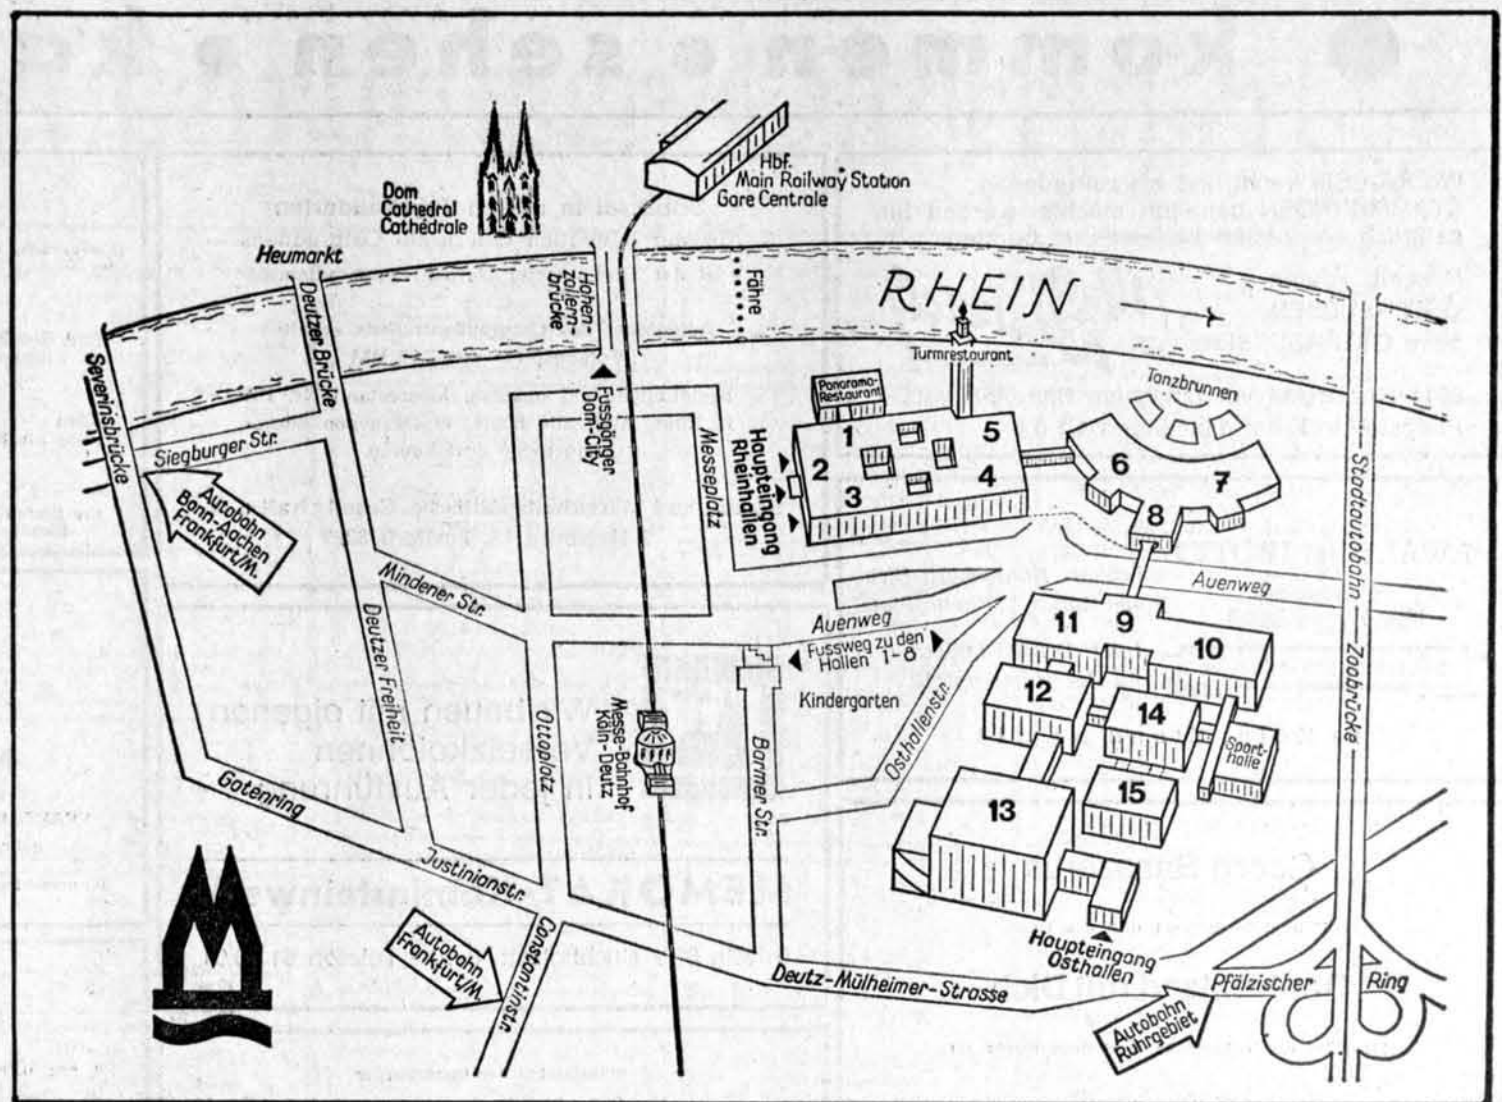 Hbf.
Main Railway Station
Gare Centrale
Dom
Cathedral
Cathédrale
Heumarkt
Deutzer Brücke
Hohen-
zollern-
brücke
Fähre
RHEIN
Turmrestaurant
Severinsbrücke
Siegburger Str.
Fussgänger
Dom-City
Messeplatz
Panorama-
Restaurant
Haupteingang
Rheinhallen
1
2
3
4
5
Tanzbrunnen
6
7
8
Stadtautobahn - Zoobrücke
Autobahn
Bonn-Aachen
Frankfurt/M.
Mindener Str.
Deutzer Freiheit
Ottoplatz
Messe-Bahnhof
Köln-Deutz
Auenweg
Auenweg
Fussweg zu den
Hallen 1-8
Kindergarten
Barmer Str.
Osthallenstr.
11
9
10
12
14
Sport-
halle
13
15
Gotenring
Justinianstr.
Constantinstr.
Autobahn
Frankfurt/M.
Deutz-Mülheimer-Strasse
Haupteingang
Osthallen
Pfälzischer Ring
Autobahn
Ruhrgebiet